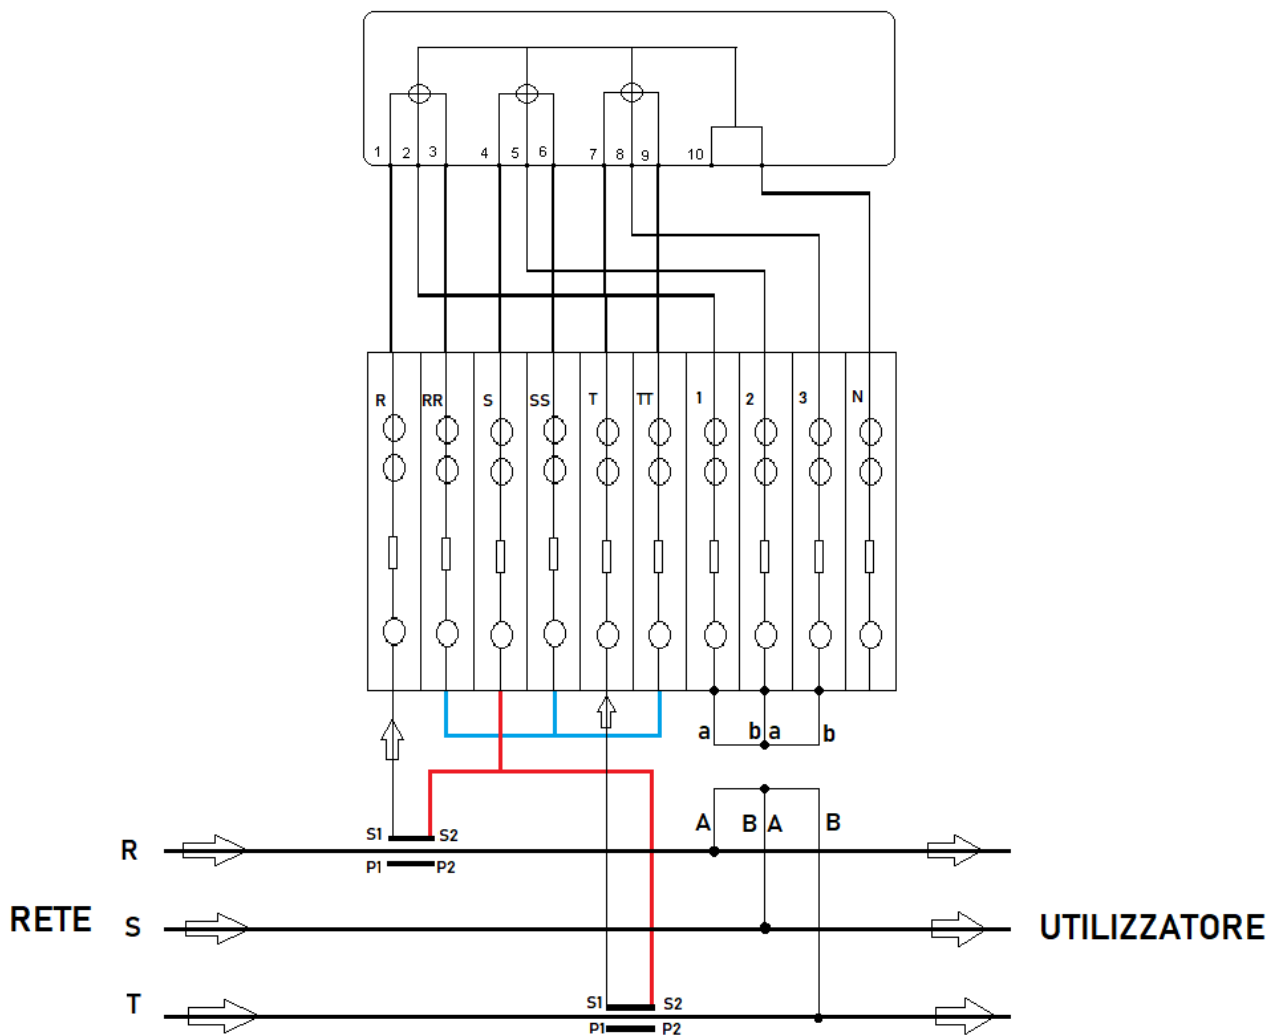 1 2 3 4 5 6 7 8 9 10
R RR S SS T TT 1 2 3 N
a b a b
A B A B
S1 S2
R
P1 P2
RETE S UTILIZZATORE
S1 S2
T
P1 P2